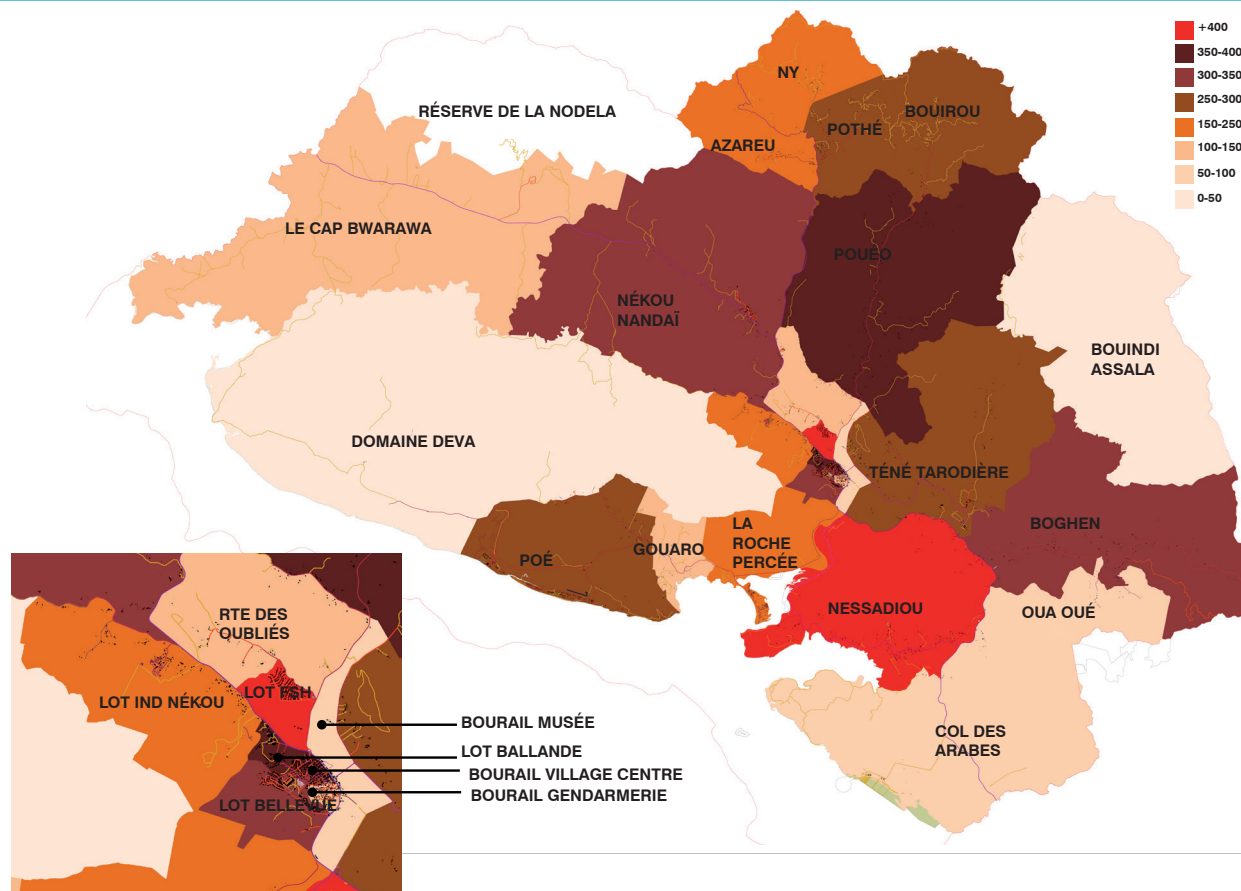 +400
350-400
300-350
250-300
150-250
100-150
50-100
0-50
NY
RÉSERVE DE LA NODELA
BOUIROU
POTHÉ
AZAREU
LE CAP BWARAWA
POUÉO
NÉKOU
NANDAÏ
BOUINDI
ASSALA
DOMAINE DEVA
TÉNÉ TARODIÈRE
BOGHEN
LA
ROCHE
PERCÉE
GOUARO
POÉ
NESSADIOU
OUA OUÉ
COL DES
ARABES
RTE DES
OUBLIÉS
LOT FSH
LOT IND NÉKOU
BOURAIL MUSÉE
LOT BALLANDE
BOURAIL VILLAGE CENTRE
BOURAIL GENDARMERIE
LOT BELLEVUE